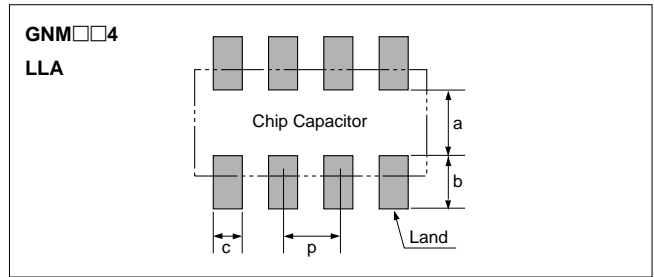 GNM□□4
LLA
Chip Capacitor
a
b
c
p
Land